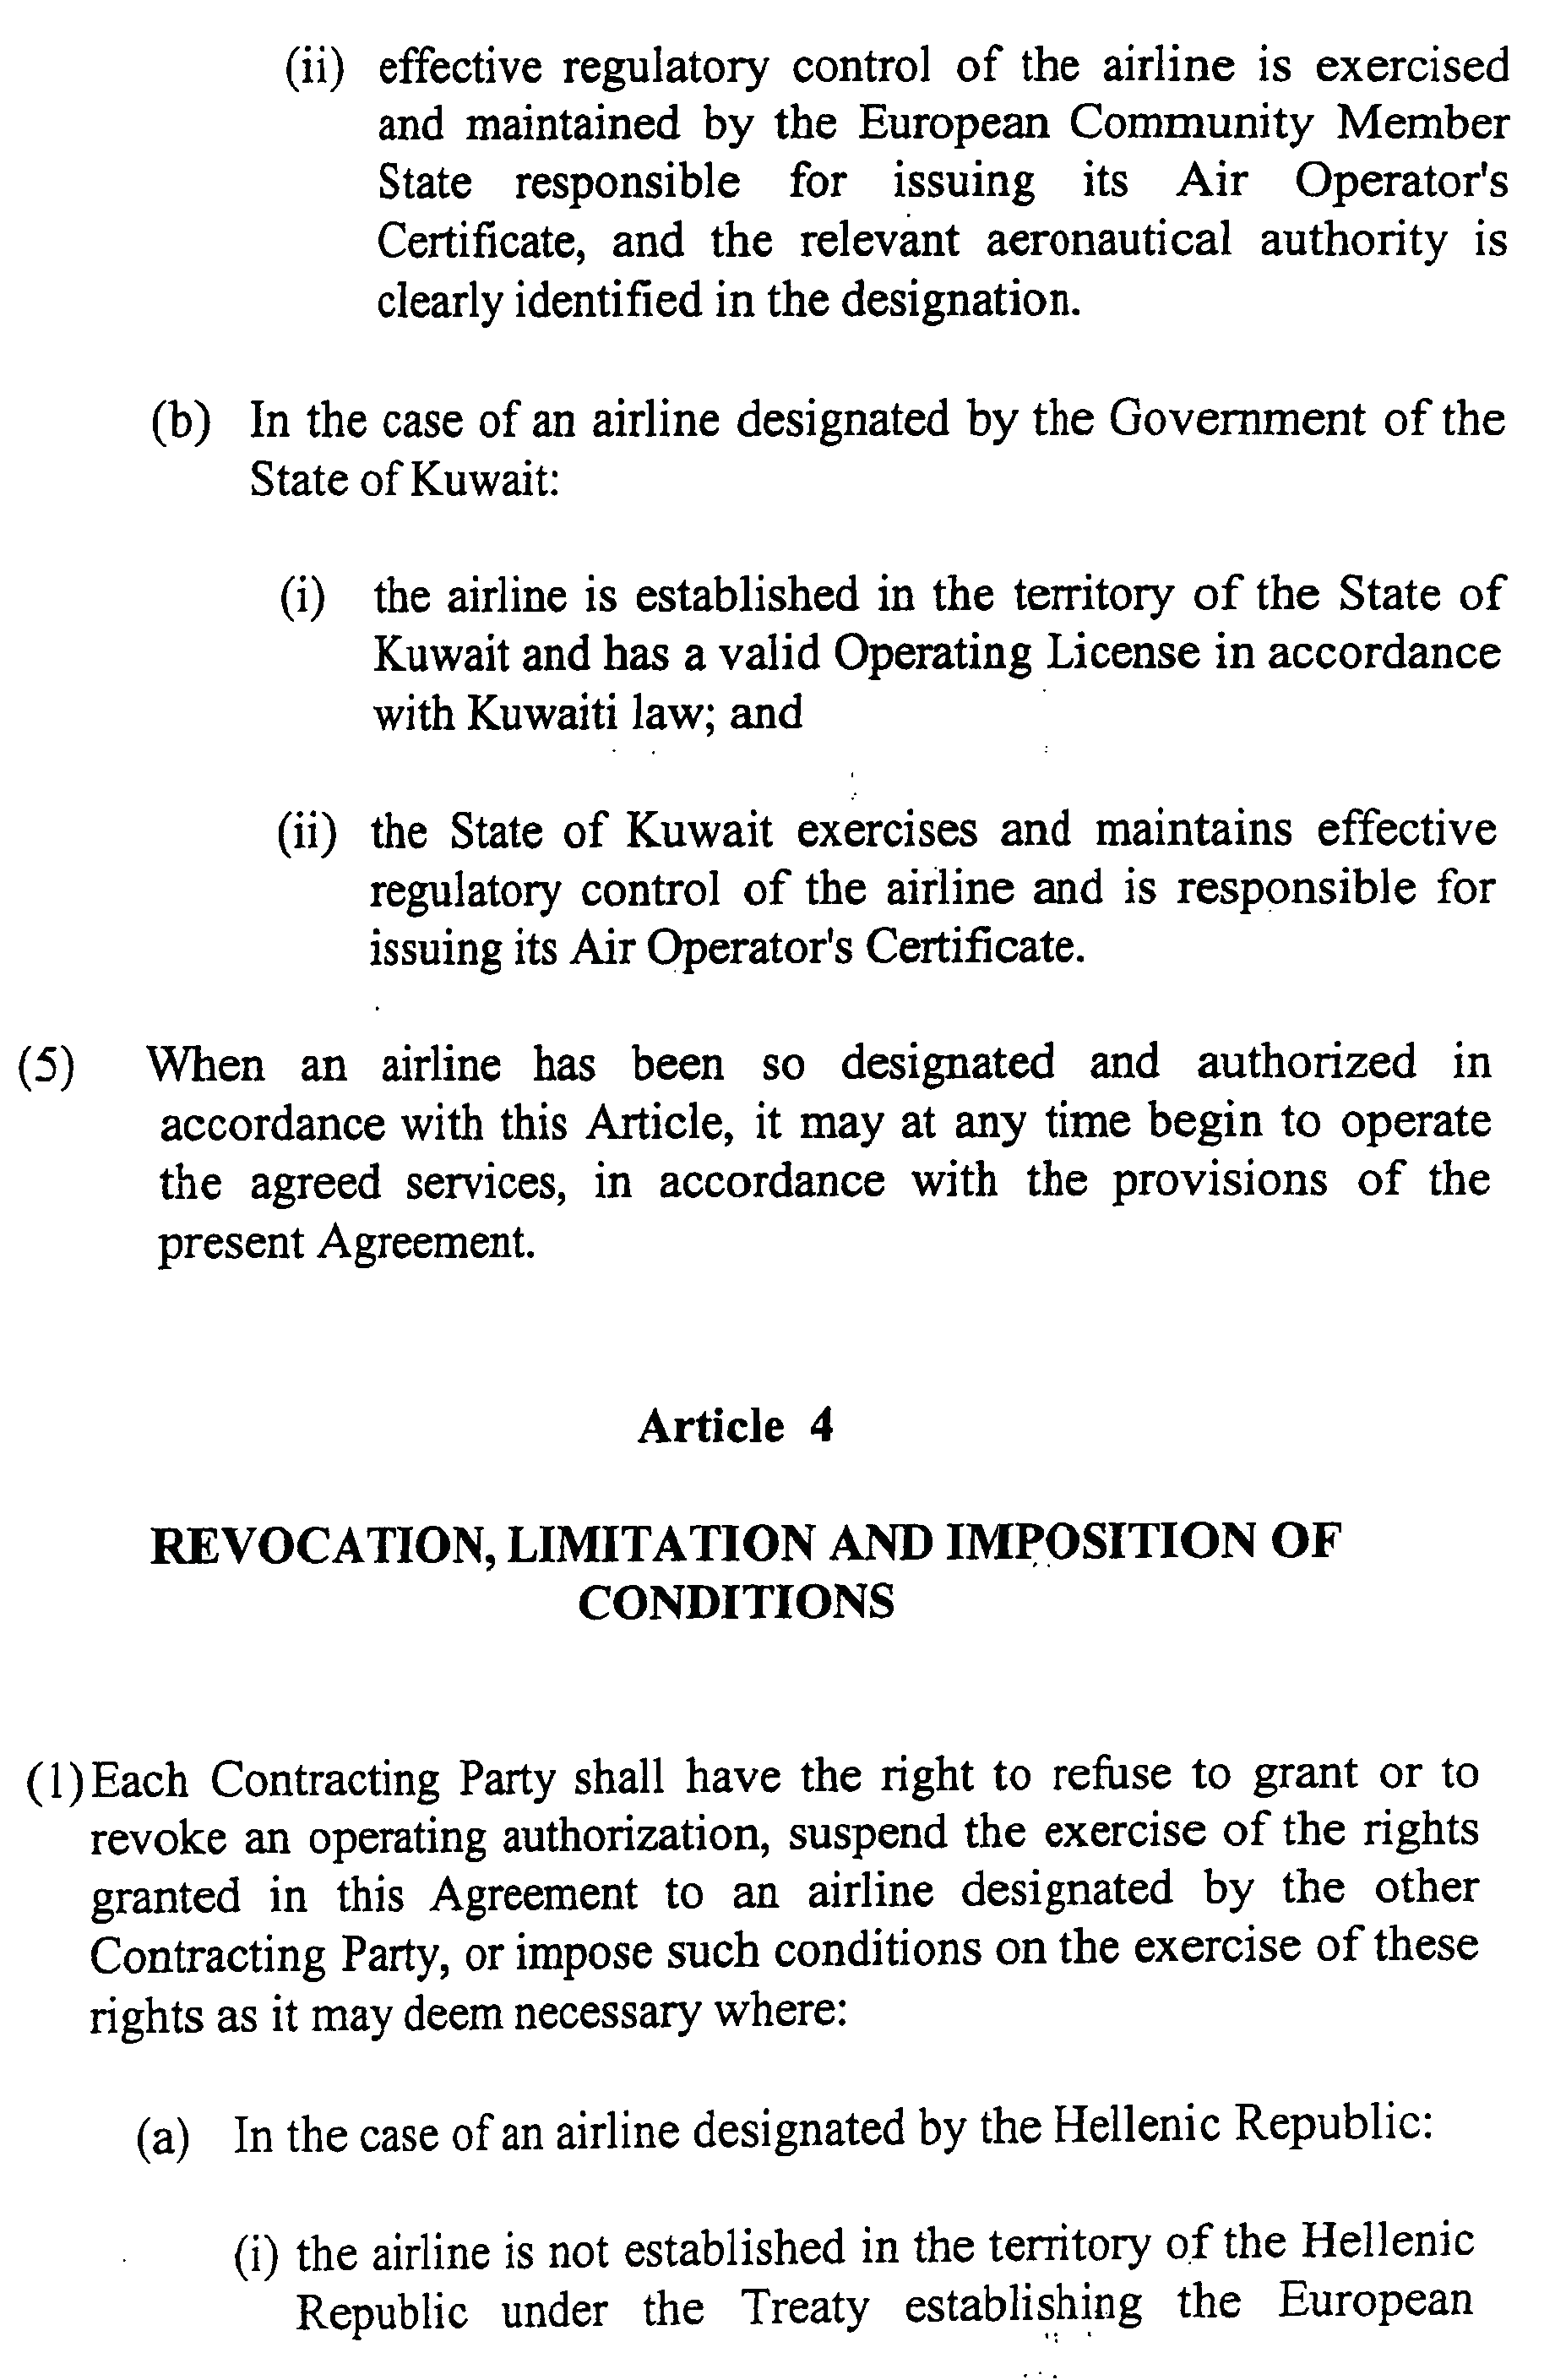 (ii) effective regulatory control of the airline is exercised
and maintained by the European Community Member
State responsible for issuing its Air Operator's
Certificate, and the relevant aeronautical authority is
clearly identified in the designation.
(b) In the case of an airline designated by the Government of the
State of Kuwait:
(i) the airline is established in the territory of the State of
Kuwait and has a valid Operating License in accordance
with Kuwaiti law; and
(ii) the State of Kuwait exercises and maintains effective
regulatory control of the airline and is responsible for
issuing its Air Operator's Certificate.
(5) When an airline has been so designated and authorized in
accordance with this Article, it may at any time begin to operate
the agreed services, in accordance with the provisions of the
present Agreement.
Article 4
REVOCATION, LIMITATION AND IMPOSITION OF
CONDITIONS
(1) Each Contracting Party shall have the right to refuse to grant or to
revoke an operating authorization, suspend the exercise of the rights
granted in this Agreement to an airline designated by the other
Contracting Party, or impose such conditions on the exercise of these
rights as it may deem necessary where:
(a) In the case of an airline designated by the Hellenic Republic:
(i) the airline is not established in the territory of the Hellenic
Republic under the Treaty establishing the European